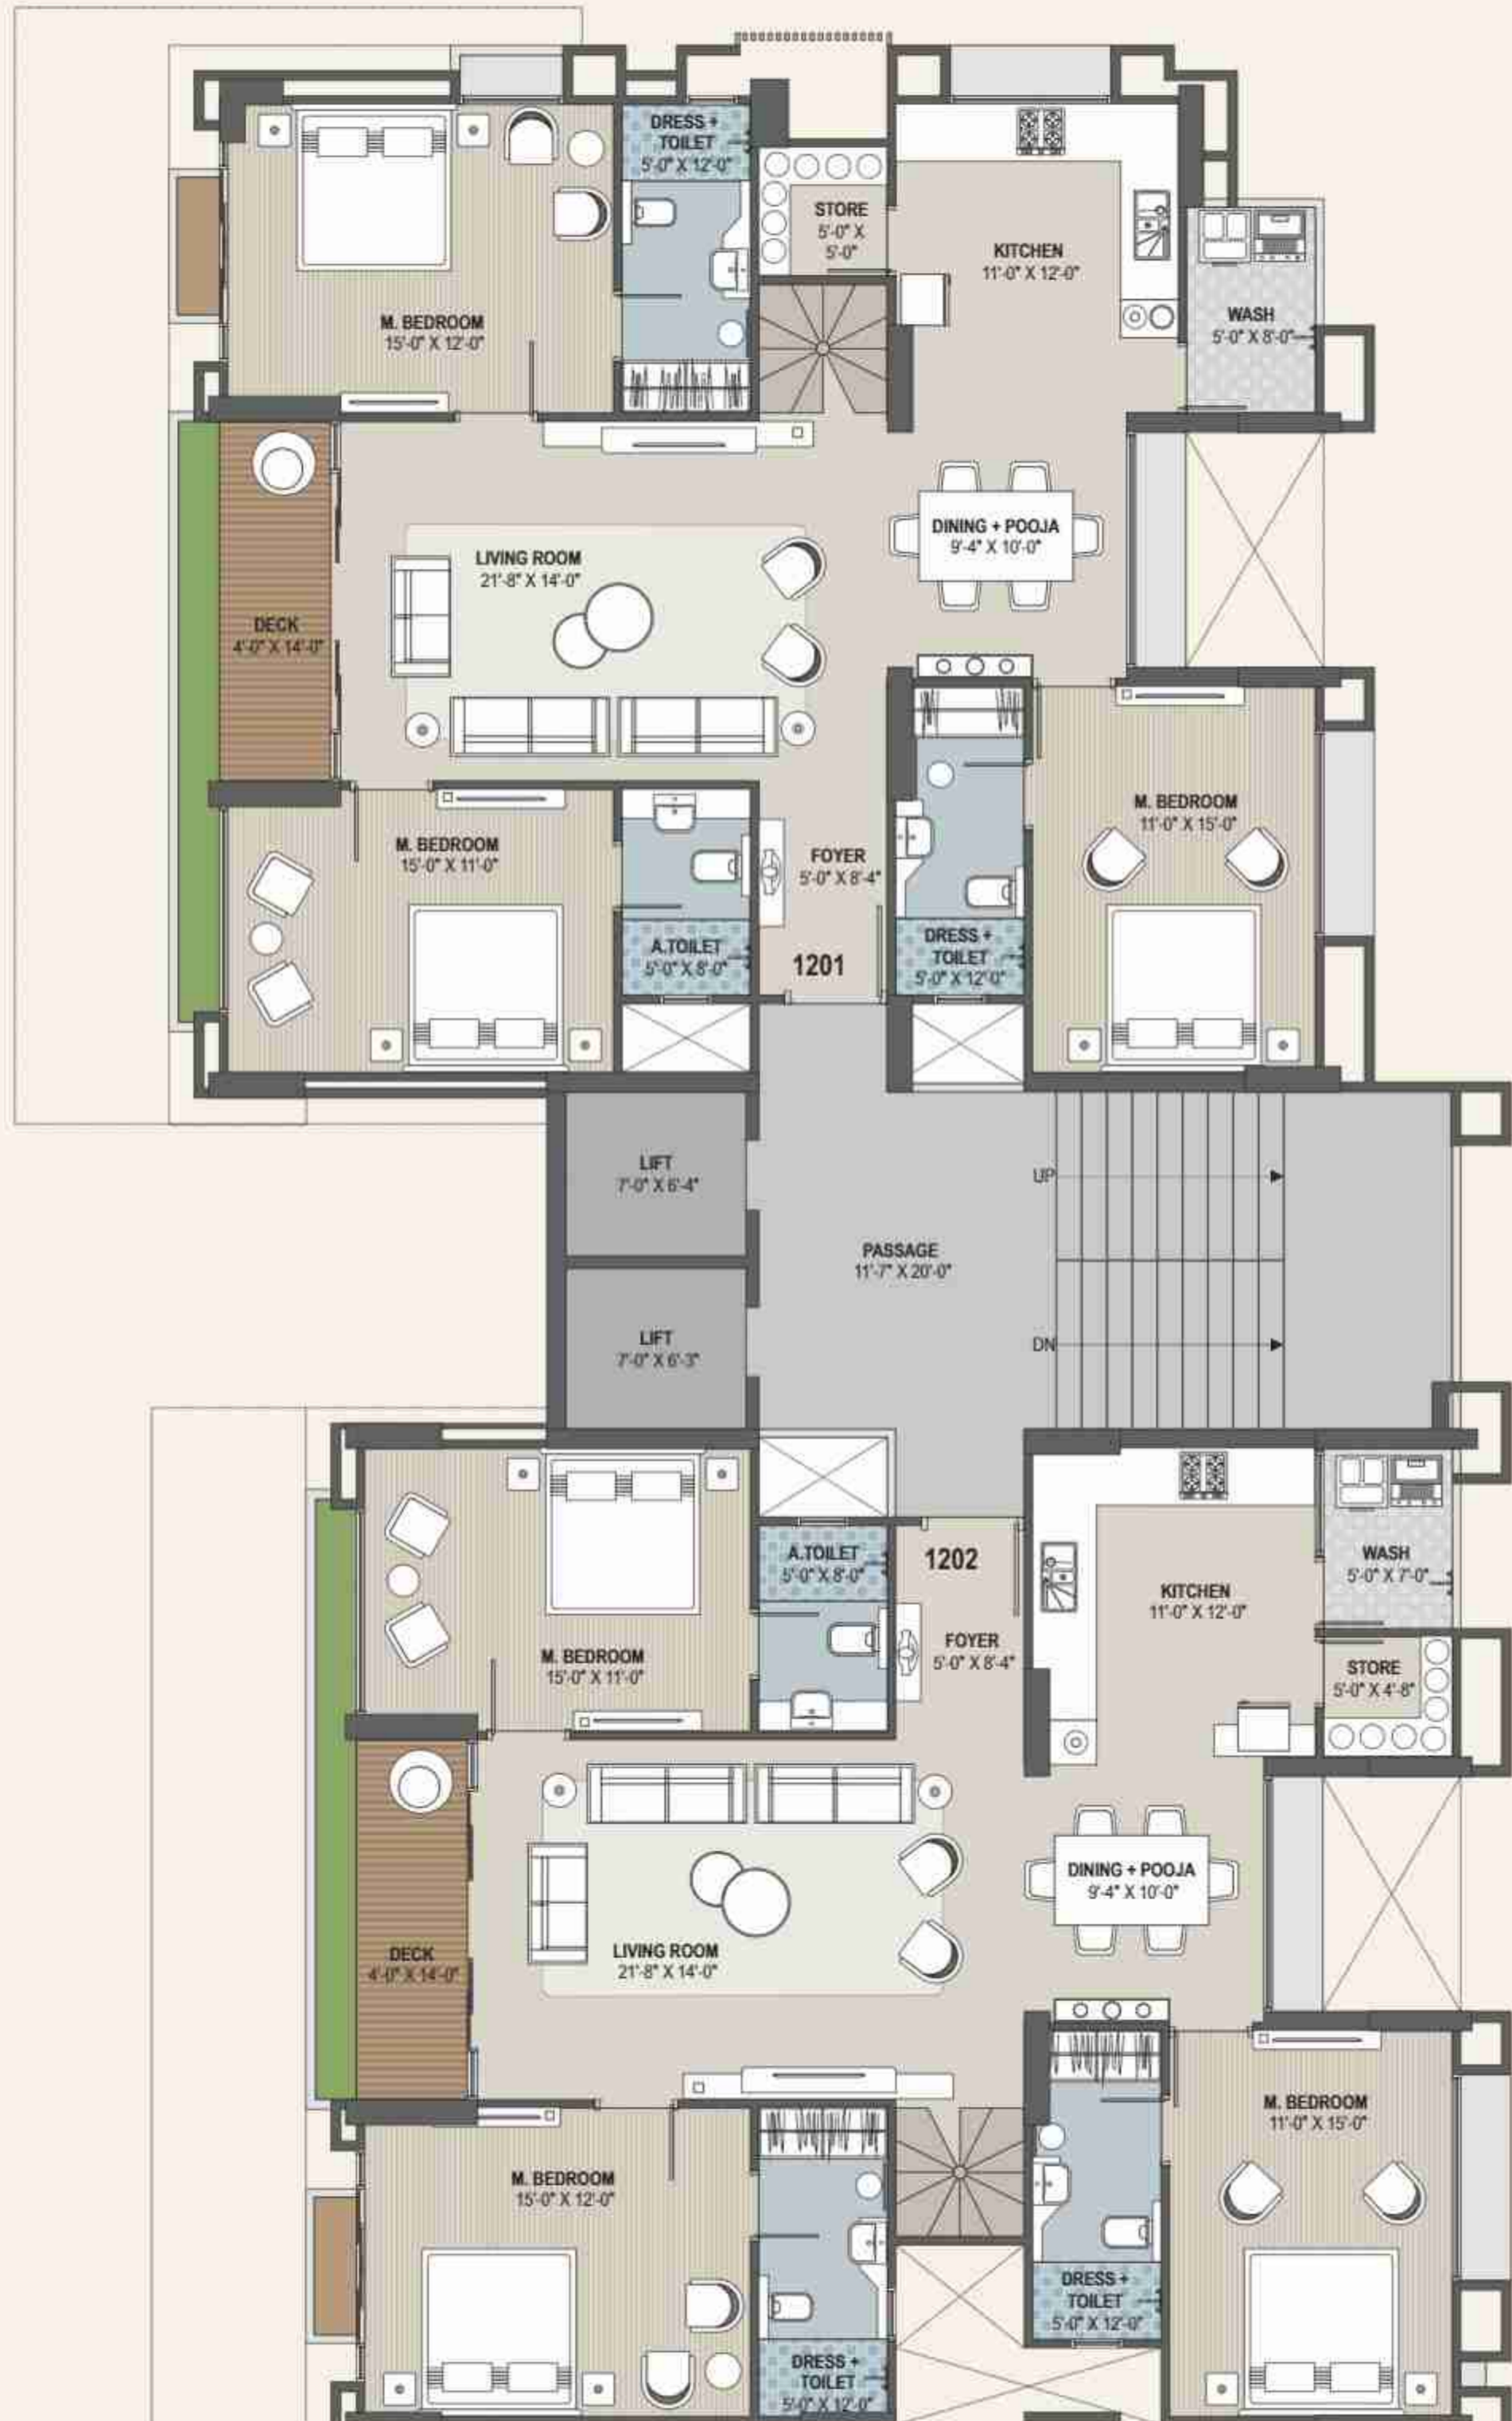 DRESS +
TOILET
5'-0" X 12'-0"
STORE
5'-0" X
5'-0"
KITCHEN
11'-0" X 12'-0"
M. BEDROOM
15'-0" X 12'-0"
WASH
5'-0" X 8'-0"
DINING + POOJA
9'-4" X 10'-0"
LIVING ROOM
21'-8" X 14'-0"
DECK
4'-0" X 14'-0"
M. BEDROOM
11'-0" X 15'-0"
M. BEDROOM
15'-0" X 11'-0"
FOYER
5'-0" X 8'-4"
A.TOILET
5'-0" X 8'-0"
1201
DRESS +
TOILET
5'-0" X 12'-0"
LIFT
7'-0" X 6'-4"
UP
PASSAGE
11'-7" X 20'-0"
LIFT
7'-0" X 6'-3"
DN
A.TOILET
5'-0" X 8'-0"
1202
WASH
5'-0" X 7'-0"
KITCHEN
11'-0" X 12'-0"
FOYER
5'-0" X 8'-4"
M. BEDROOM
15'-0" X 11'-0"
STORE
5'-0" X 4'-8"
DINING + POOJA
9'-4" X 10'-0"
LIVING ROOM
21'-8" X 14'-0"
DECK
4'-0" X 14'-0"
M. BEDROOM
11'-0" X 15'-0"
M. BEDROOM
15'-0" X 12'-0"
DRESS +
TOILET
5'-0" X 12'-0"
DRESS +
TOILET
5'-0" X 12'-0"